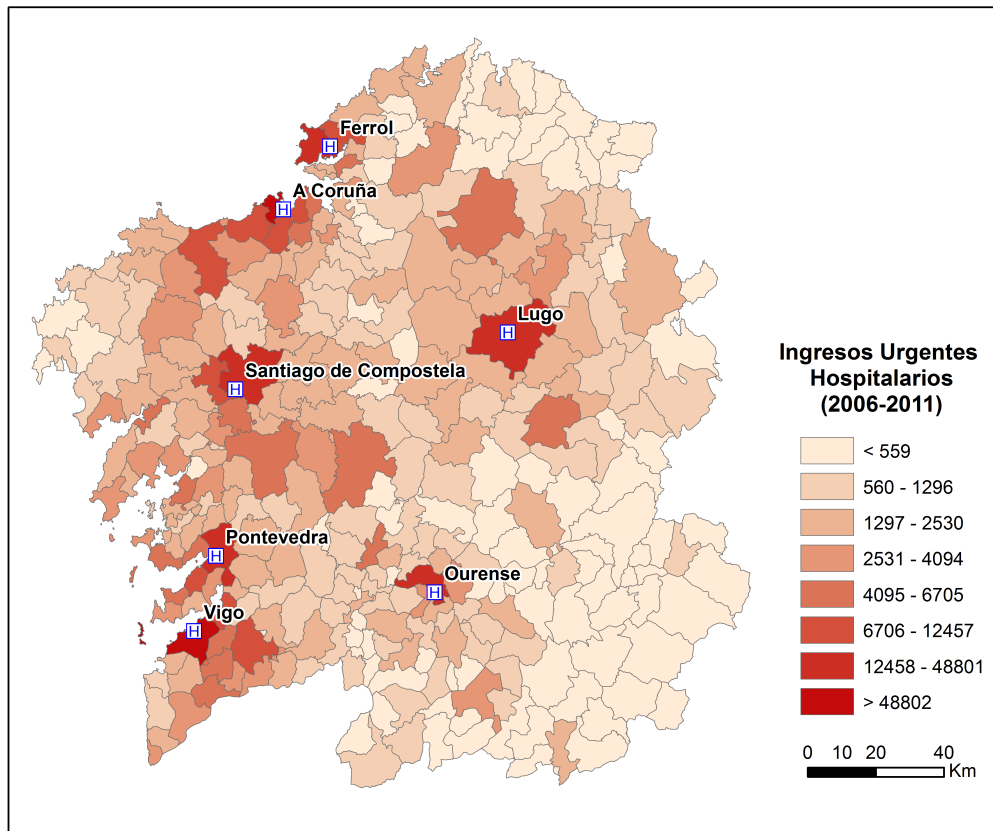 Ferrol
H
A Coruña
H
Lugo
H
Santiago de Compostela
H
Pontevedra
H
Ourense
H
Vigo
H
Ingresos Urgentes
Hospitalarios
(2006-2011)
< 559
560 - 1296
1297 - 2530
2531 - 4094
4095 - 6705
6706 - 12457
12458 - 48801
> 48802
0 10 20 40
Km